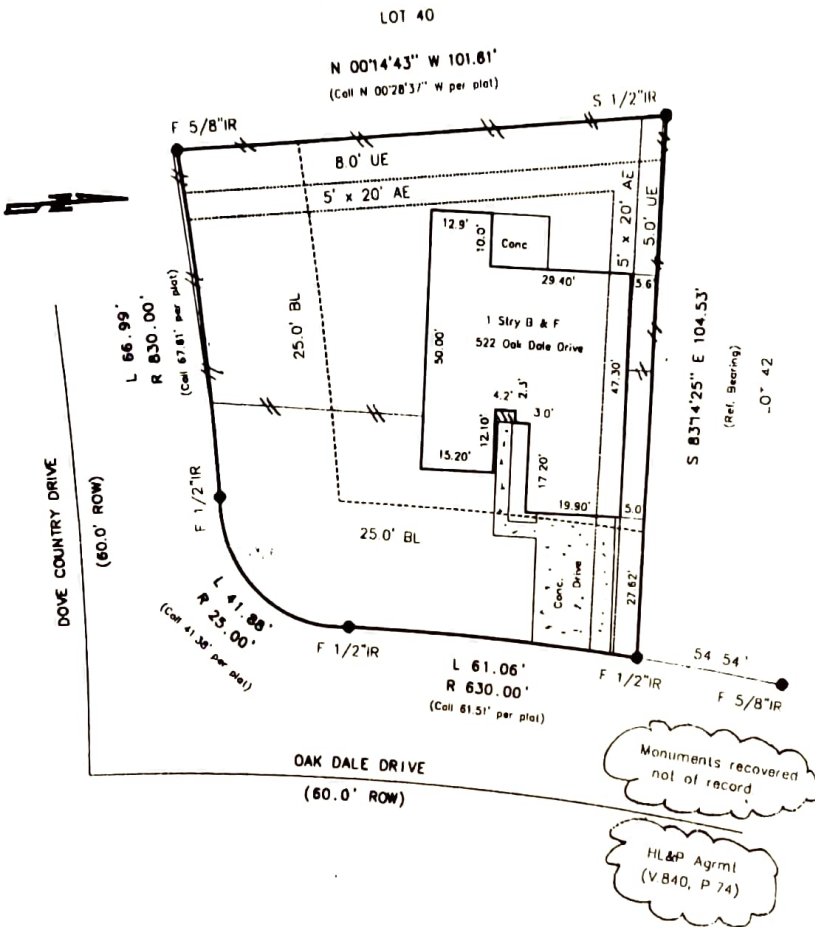 LOT 40
N 00°14'43" W 101.61'
(Call N 00°28'37" W per plat)
S 1/2"IR
F 5/8"IR
8.0' UE
5' x 20' AE
5' x 20' AE
5.0' UE
12.9'
10.0'
Conc
29.40'
5.6'
L 66.99'
R 830.00'
(Call 67.61' per plat)
25.0' BL
1 Stry B & F
522 Oak Dale Drive
50.00'
47.30'
S 83°14'25" E 104.53'
(Ref. Bearing)
LOT 42
4.2'
2.3'
3.0'
12.10'
15.20'
17.20'
19.90'
5.0
25.0' BL
DOVE COUNTRY DRIVE
(60.0' ROW)
F 1/2"IR
Conc.
Drive
27.62'
L 41.88'
R 25.00'
(Call 41.38' per plat)
F 1/2"IR
L 61.06'
R 630.00'
(Call 61.51' per plat)
F 1/2"IR
54.54'
F 5/8"IR
OAK DALE DRIVE
(60.0' ROW)
Monuments recovered
not of record
HL&P Agrmt
(V 840, P 74)